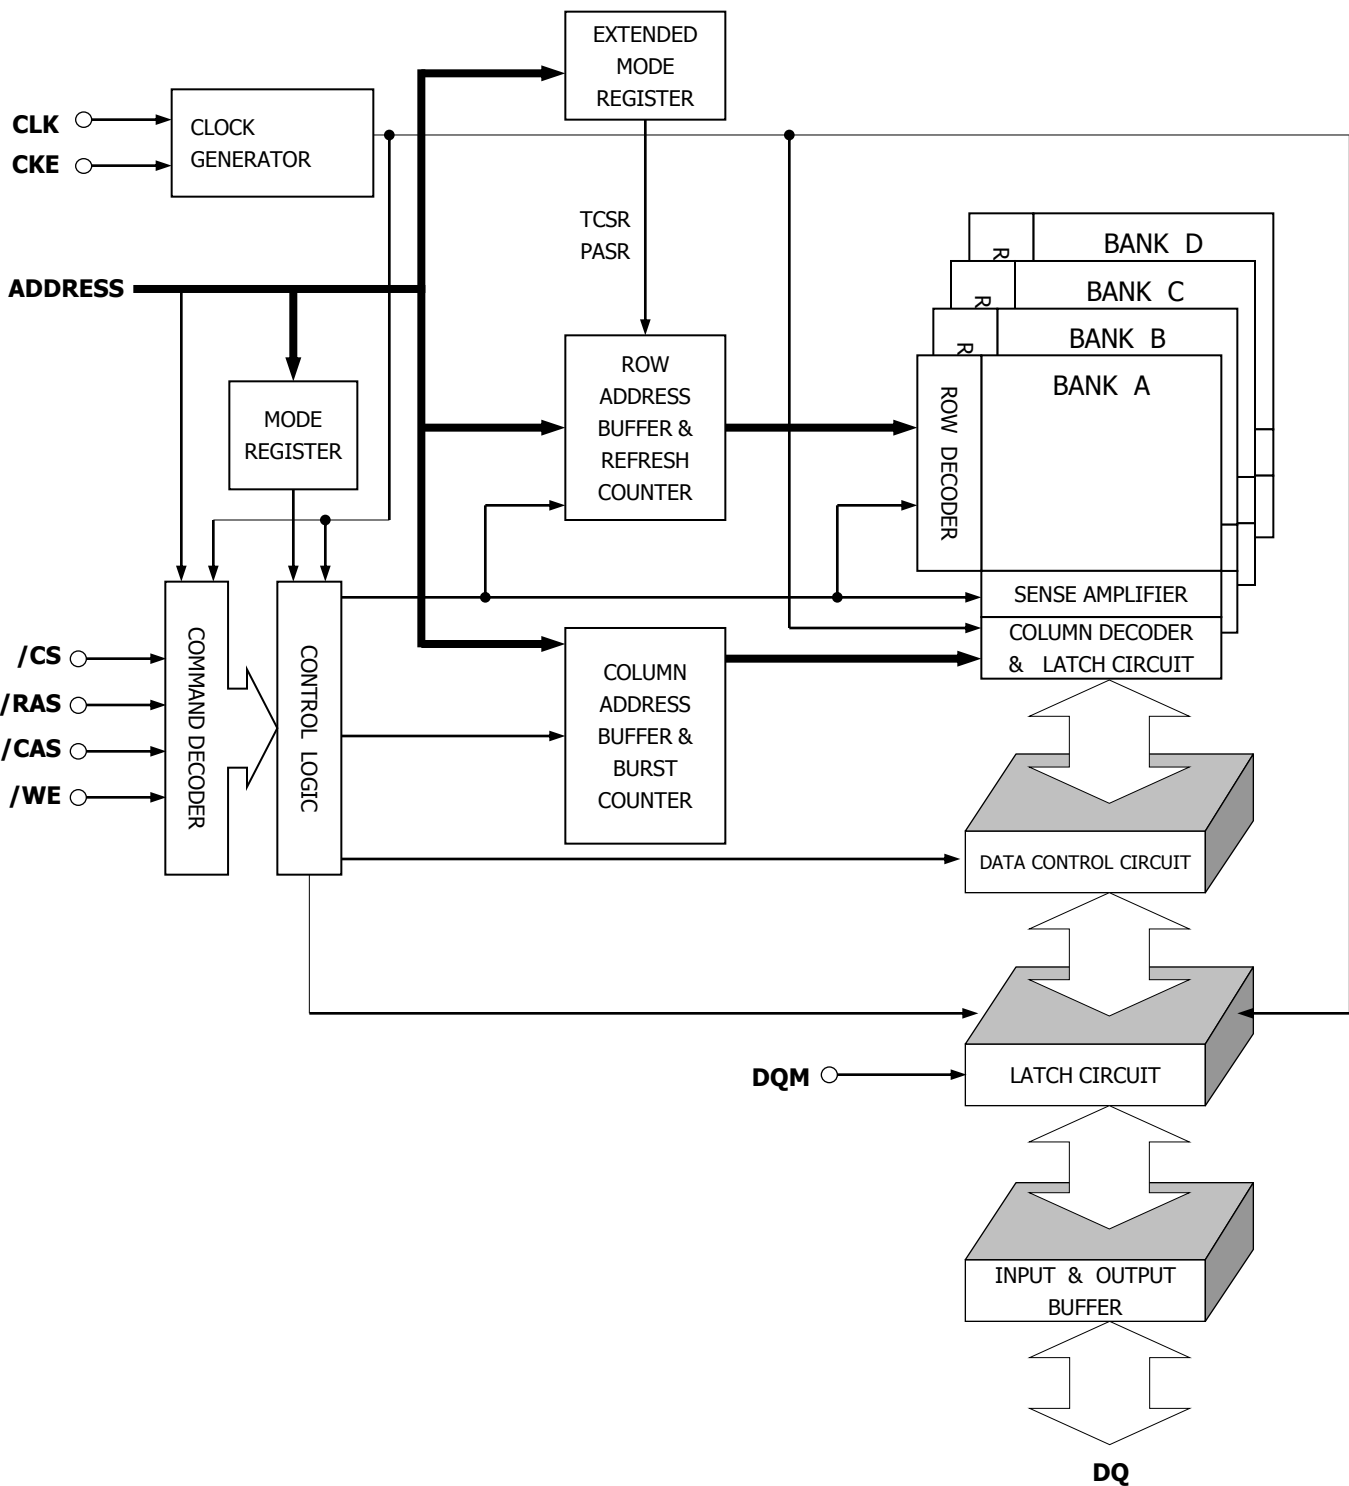 EXTENDED
MODE
REGISTER
CLK
CKE
CLOCK
GENERATOR
TCSR
PASR
ADDRESS
BANK D
R
BANK C
R
BANK B
R
BANK A
ROW DECODER
ROW
ADDRESS
BUFFER &
REFRESH
COUNTER
MODE
REGISTER
SENSE AMPLIFIER
COLUMN DECODER
& LATCH CIRCUIT
/CS
/RAS
/CAS
/WE
COMMAND DECODER
CONTROL LOGIC
COLUMN
ADDRESS
BUFFER &
BURST
COUNTER
DATA CONTROL CIRCUIT
DQM
LATCH CIRCUIT
INPUT & OUTPUT
BUFFER
DQ